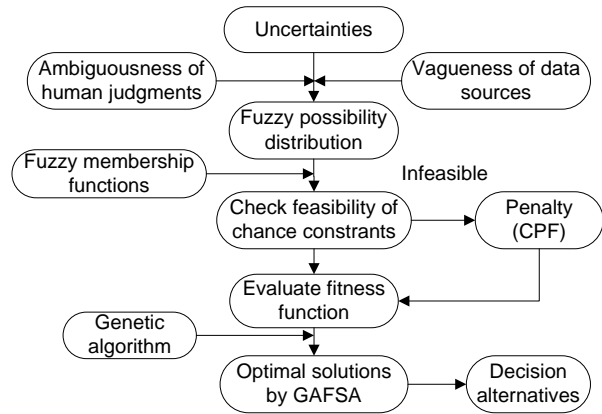 Uncertainties
Ambiguousness of
human judgments
Vagueness of data
sources
Fuzzy possibility
distribution
Fuzzy membership
functions
Infeasible
Check feasibility of
chance constrants
Penalty
(CPF)
Evaluate fitness
function
Genetic
algorithm
Optimal solutions
by GAFSA
Decision
alternatives